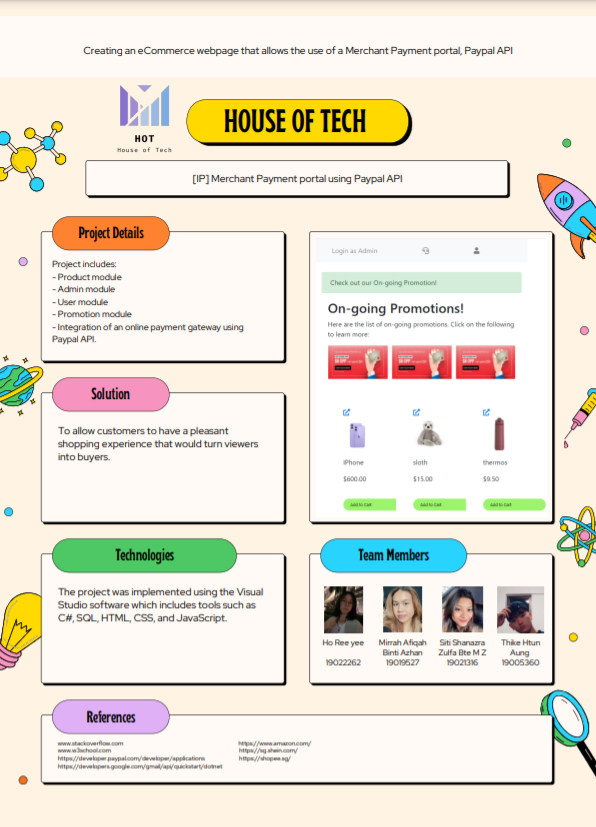 Creating an eCommerce webpage that allows the use of a Merchant Payment portal, Paypal API
HOT
House of Tech
HOUSE OF TECH
[IP] Merchant Payment portal using Paypal API
Project Details
Project includes:
- Product module
- Admin module
- User module
- Promotion module
- Integration of an online payment gateway using
Paypal API.
Login as Admin
Check out our On-going Promotion!
On-going Promotions!
Here are the list of on-going promotions. Click on the following
to learn more:
IPhone
sloth
thermos
$600.00
$15.00
$9.50
Add to Cart
Add to Cart
Add to Cart
Solution
To allow customers to have a pleasant
shopping experience that would turn viewers
into buyers.
Technologies
The project was implemented using the Visual
Studio software which includes tools such as
C#, SQL, HTML, CSS, and JavaScript.
Team Members
Ho Ree yee
19022262
Mirrah Afiqah
Binti Azhan
19019527
Siti Shanazra
Zulfa Bte M Z
19021316
Thike Htun
Aung
19005360
References
www.stackoverflow.com
www.w3school.com
https://developer.paypal.com/developer/applications
https://developers.google.com/gmail/api/quickstart/dotnet
https://www.amazon.com/
https://sg.shein.com/
https://shopee.sg/